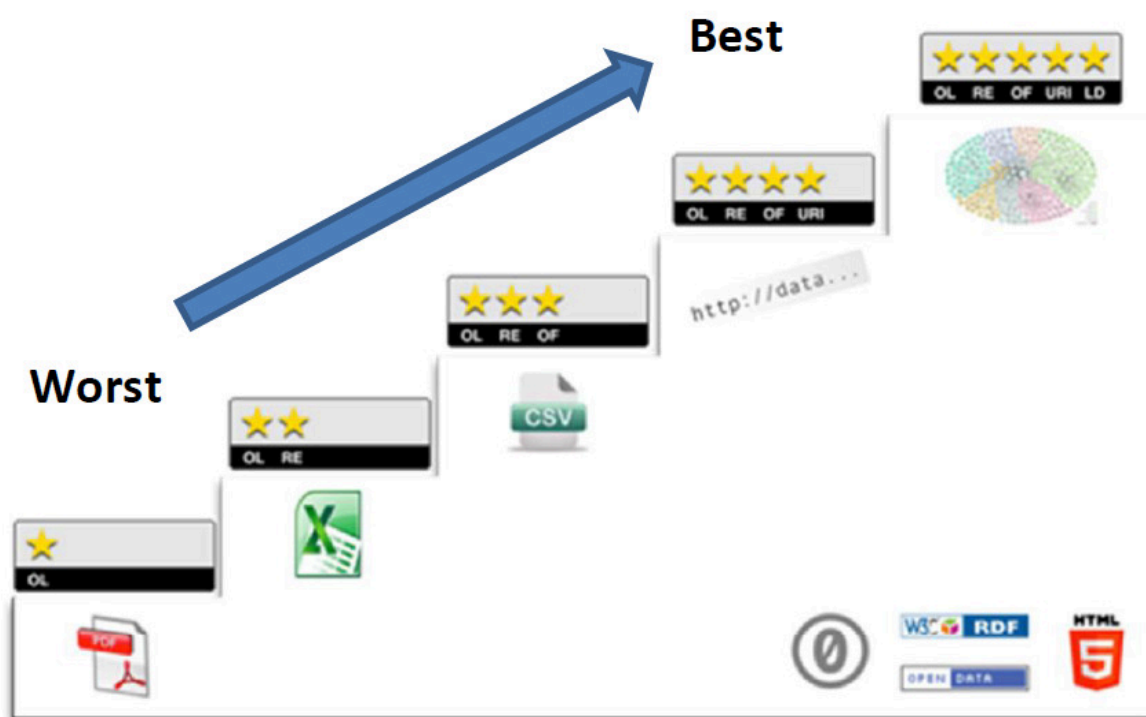 Best
OL RE OF URI LD
OL RE OF URI
http://data...
OL RE OF
Worst
CSV
OL RE
OL
PDF
W3C RDF
OPEN DATA
HTML
5
0